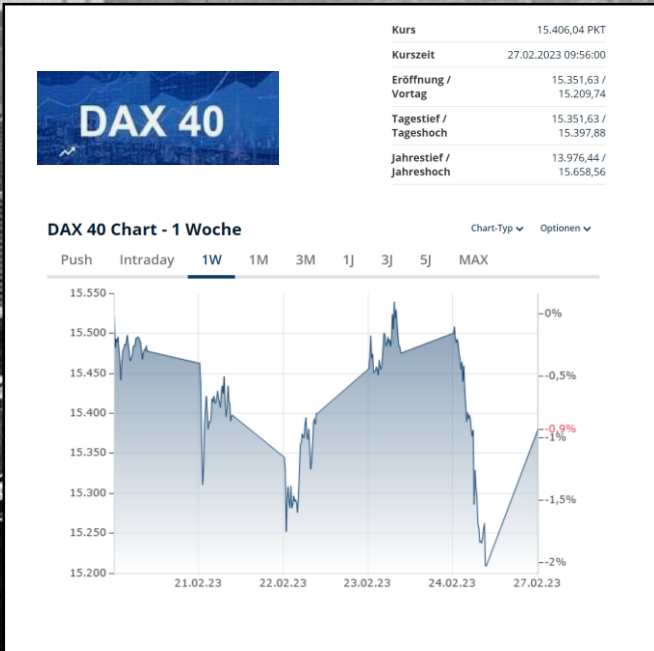 Kurs 15.406,04 PKT
Kurszeit 27.02.2023 09:56:00
Eröffnung / 15.351,63 /
Vortag 15.209,74
Tagestief / 15.351,63 /
Tageshoch 15.397,88
Jahrestief / 13.976,44 /
Jahreshoch 15.658,56
DAX 40
DAX 40 Chart - 1 Woche Chart-Typ Optionen
Push Intraday 1W 1M 3M 1J 3J 5J MAX
15.550
-0%
15.500
15.450
-0,5%
15.400
-0,9%
-1%
15.350
15.300
-1,5%
15.250
-2%
15.200
21.02.23 22.02.23 23.02.23 24.02.23 27.02.23